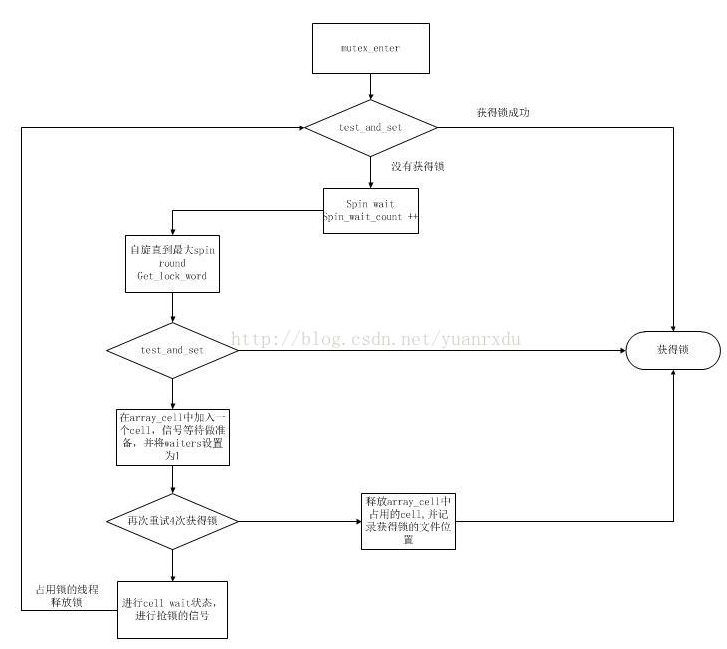 mutex_enter
test_and_set
获得锁成功
没有获得锁
Spin wait
Spin_wait_count ++
自旋直到最大spin
round
Get_lock_word
http://blog.csdn.net/yuanrxdu
test_and_set
获得锁
在array_cell中加入一
个cell，信号等待做准
备，并将waiters设置
为1
再次重试4次获得锁
释放array_cell中
占用的cell,并记
录获得锁的文件位
置
占用锁的线程
释放锁
进行cell wait状态，
进行抢锁的信号